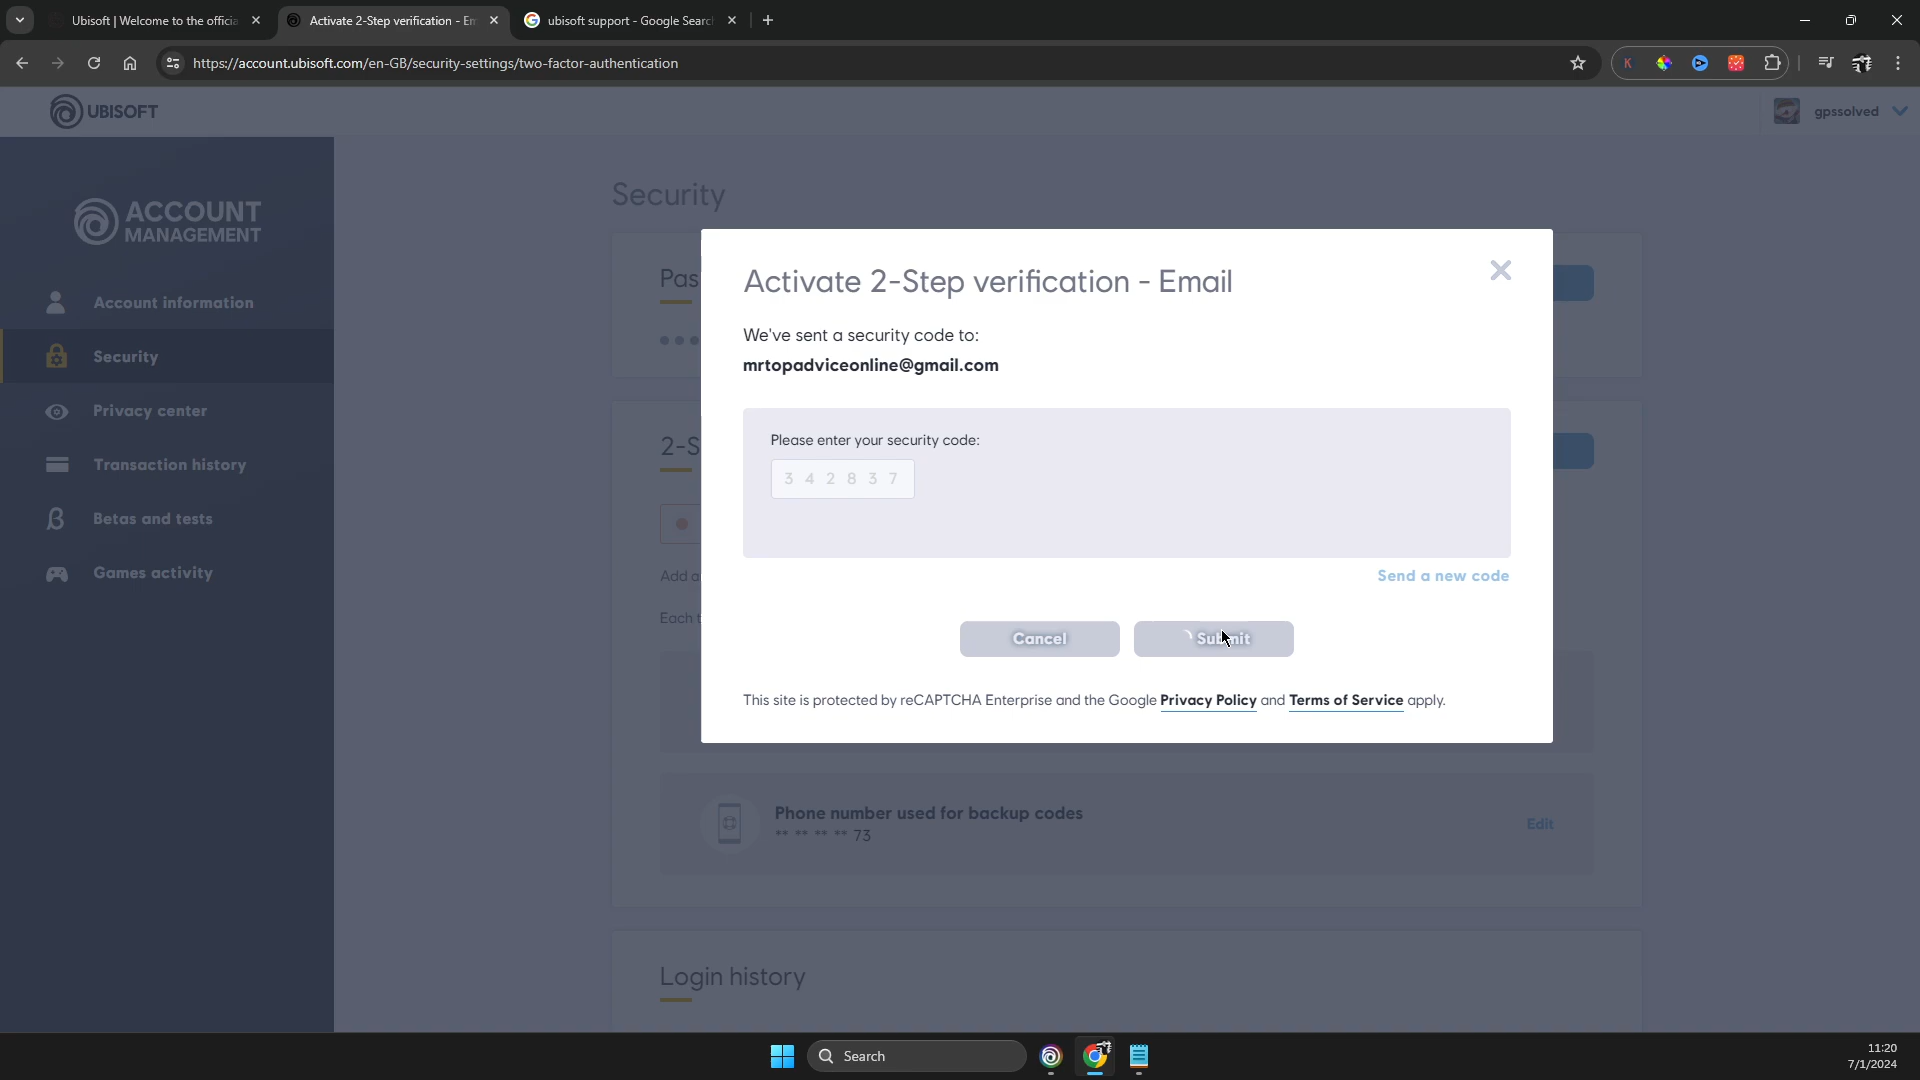 Ubisoft | Welcome to the officia
Activate 2-Step verification - Em
ubisoft support - Google Search
https://account.ubisoft.com/en-GB/security-settings/two-factor-authentication
K
UBISOFT
gpssolved
ACCOUNT
MANAGEMENT
Account information
Security
Privacy center
Betas and tests
Transaction history
Games activity
Security
Pas
Activate 2-Step verification - Email
We've sent a security code to:
mrtopadviceonline@gmail.com
2-S
Please enter your security code:
3 4 2 8 3 7
Add a
Send a new code
Each t
Cancel
Submit
This site is protected by reCAPTCHA Enterprise and the Google Privacy Policy and Terms of Service apply.
Phone number used for backup codes
** ** ** ** 73
Edit
Login history
Search
11:20
7/1/2024